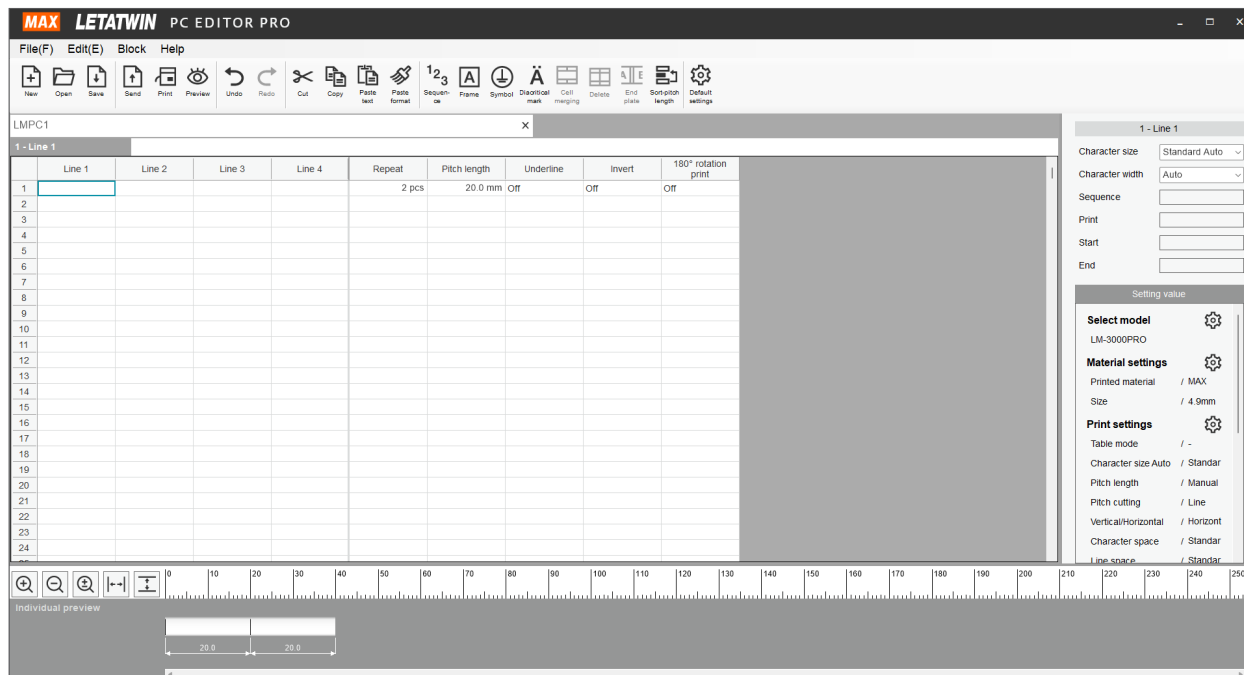 MAX LETATWIN PC EDITOR PRO
File(F) Edit(E) Block Help
New Open Save Send Print Preview Undo Redo Cut Copy Paste text Paste format Sequen-ce Frame Symbol Diacritical mark Cell merging Delete End plate Sort-pitch length Default settings
LMPC1 X
1 - Line 1
Line 1 Line 2 Line 3 Line 4 Repeat Pitch length Underline Invert 180° rotation print
1 2 pcs 20.0 mm Off Off Off
2
3
4
5
6
7
8
9
10
11
12
13
14
15
16
17
18
19
20
21
22
23
24
25
1 - Line 1
Character size Standard Auto
Character width Auto
Sequence
Print
Start
End
Setting value
Select model
LM-3000PRO
Material settings
Printed material / MAX
Size / 4.9mm
Print settings
Table mode / -
Character size Auto / Standar
Pitch length / Manual
Pitch cutting / Line
Vertical/Horizontal / Horizont
Character space / Standar
Line space / Standar
0 10 20 30 40 50 60 70 80 90 100 110 120 130 140 150 160 170 180 190 200 210 220 230 240 250
Individual preview
20.0 20.0